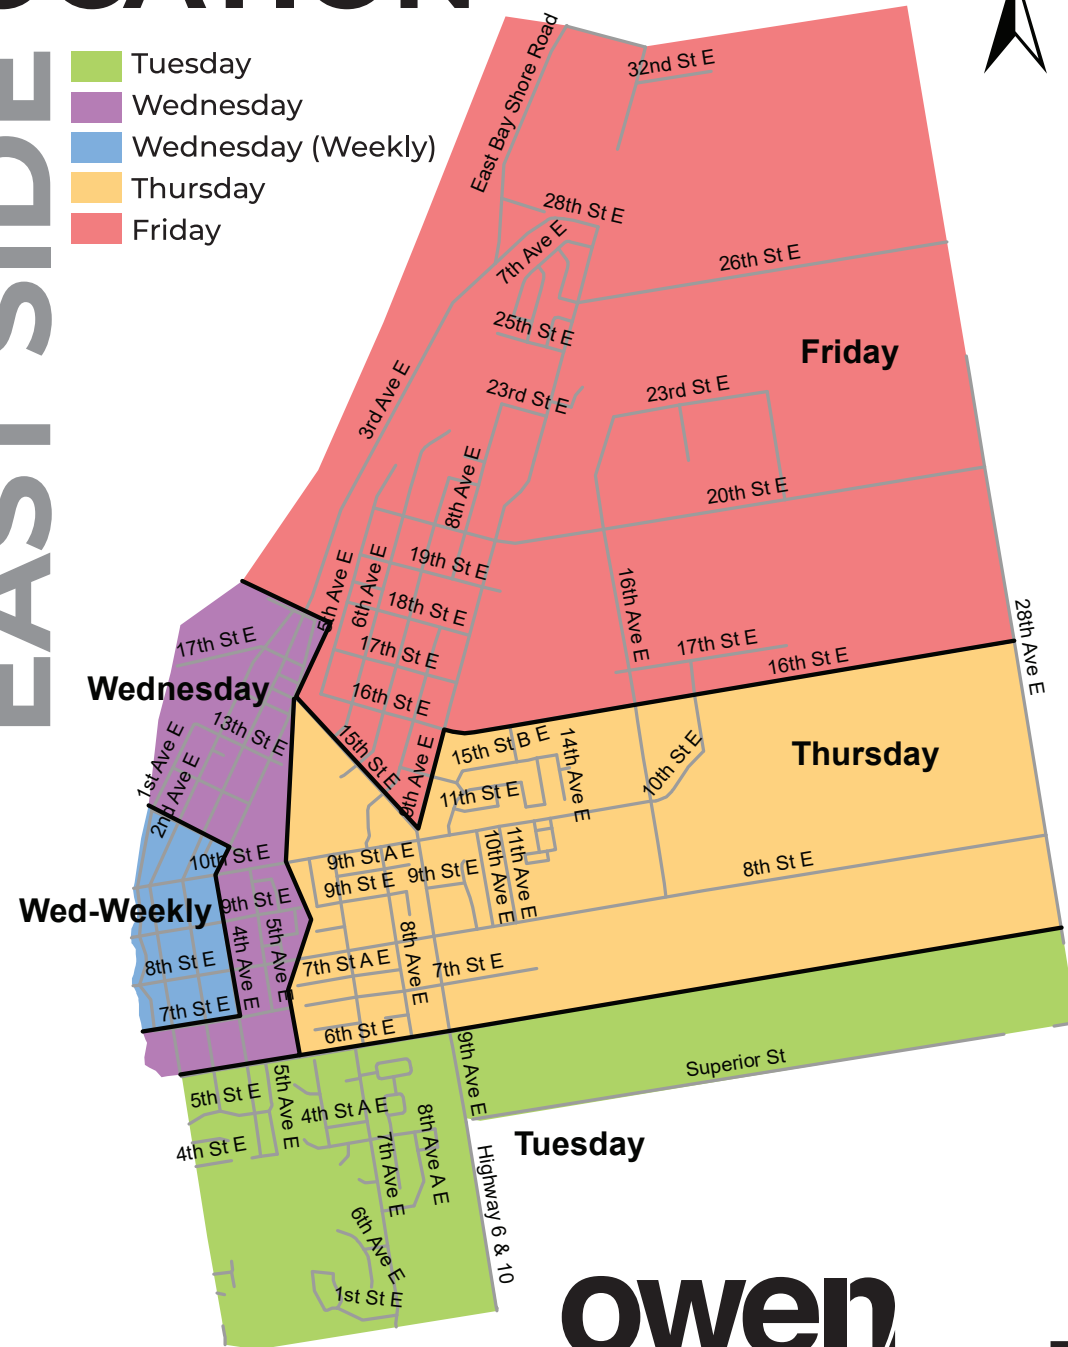 EAST SIDE
Tuesday
Wednesday
Wednesday (Weekly)
Thursday
Friday
East Bay Shore Road
32nd St E
28th St E
7th Ave E
26th St E
25th St E
Friday
3rd Ave E
23rd St E
23rd St E
8th Ave E
20th St E
19th St E
5th Ave E
6th Ave E
18th St E
16th Ave E
28th Ave E
17th St E
17th St E
17th St E
16th St E
Wednesday
16th St E
13th St E
1st Ave E
2nd Ave E
15th St E
9th Ave E
15th St B E
14th Ave E
10th St E
Thursday
11th St E
10th St E
9th St A E
9th St E
9th St E
10th Ave E
11th Ave E
8th St E
9th St E
Wed-Weekly
4th Ave E
5th Ave E
8th Ave E
8th St E
7th St A E
7th St E
7th St E
6th St E
9th Ave E
Superior St
5th St E
5th Ave E
4th St A E
8th Ave A E
4th St E
7th Ave E
Tuesday
Highway 6 & 10
6th Ave E
1st St E
owen